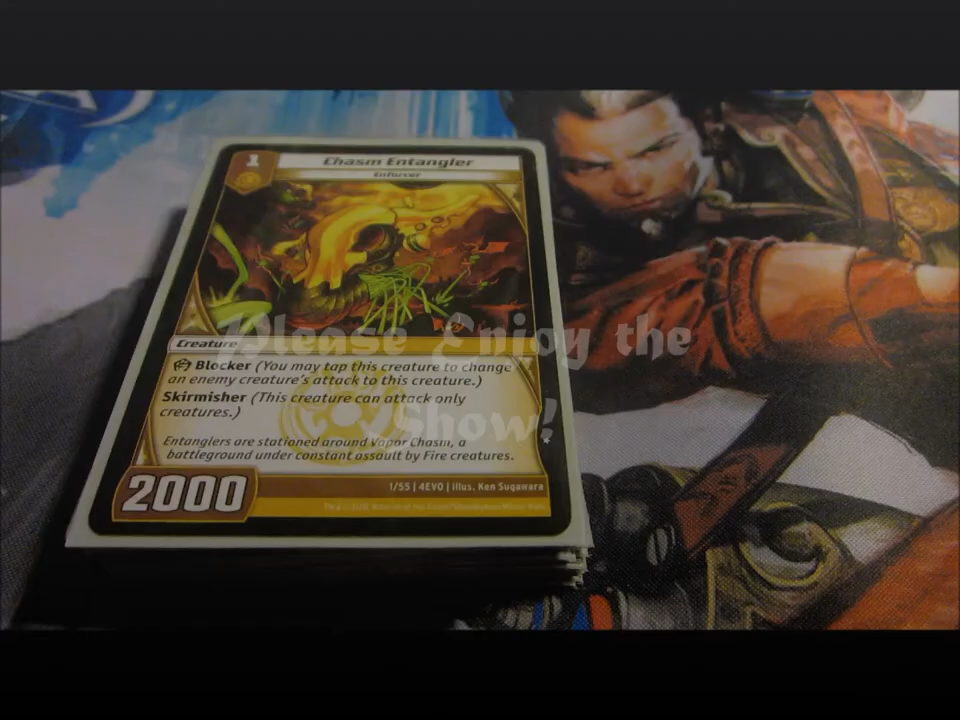 1
Chasm Entangler
Enforcer
Please Enjoy the
Creature
Blocker (You may tap this creature to change
an enemy creature's attack to this creature.)
Skirmisher (This creature can attack only
creatures.)
Show!
Entanglers are stationed around Vapor Chasm, a
battleground under constant assault by Fire creatures.
2000
1/55 | 4EVO | Illus. Ken Sugawara